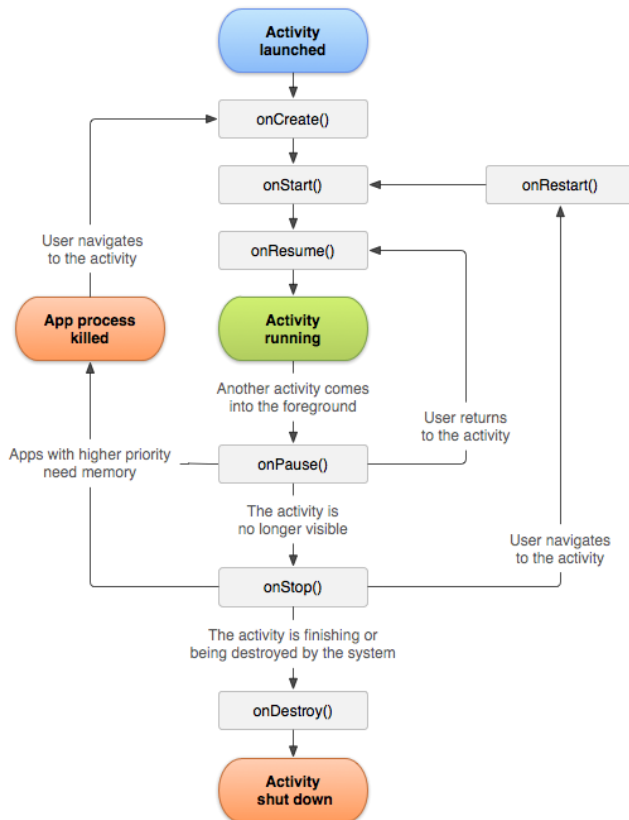 Activity
launched
onCreate()
onStart()
onRestart()
User navigates
to the activity
onResume()
App process
killed
Activity
running
Another activity comes
into the foreground
User returns
to the activity
Apps with higher priority
need memory
onPause()
The activity is
no longer visible
User navigates
to the activity
onStop()
The activity is finishing or
being destroyed by the system
onDestroy()
Activity
shut down